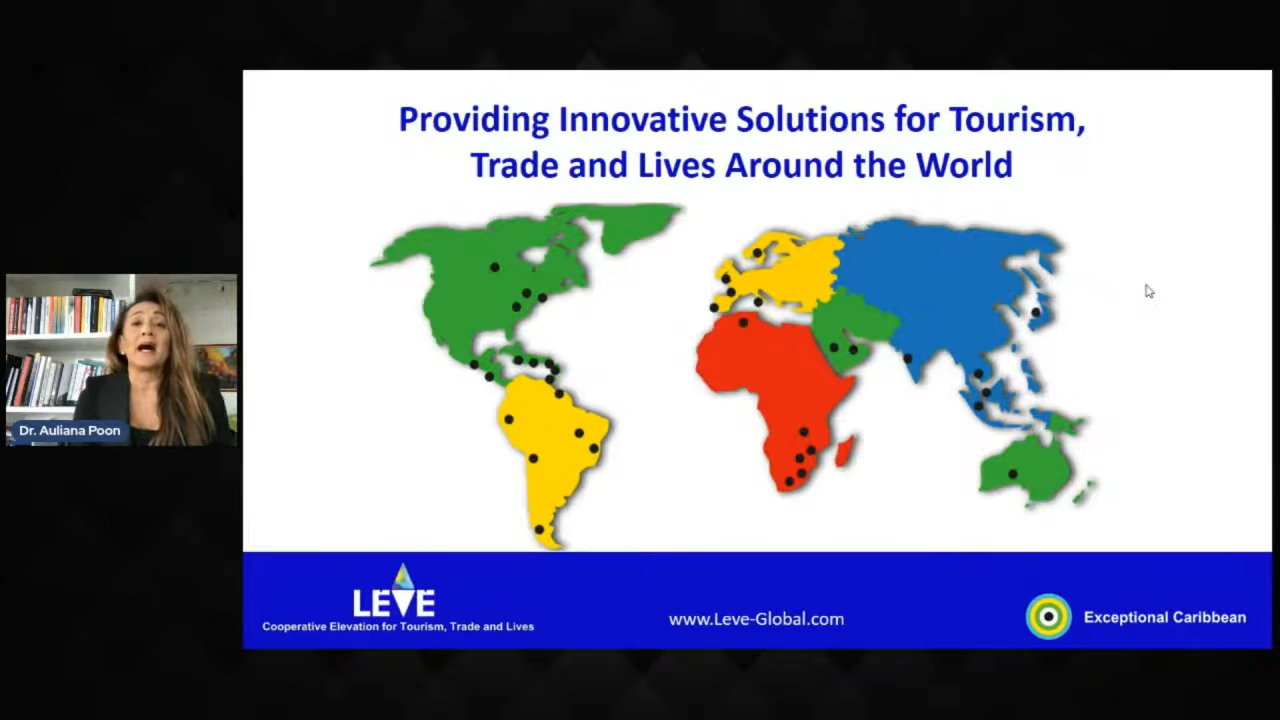 Providing Innovative Solutions for Tourism,
Trade and Lives Around the World
Dr. Auliana Poon
LEVE
Cooperative Elevation for Tourism, Trade and Lives
www.Leve-Global.com
Exceptional Caribbean